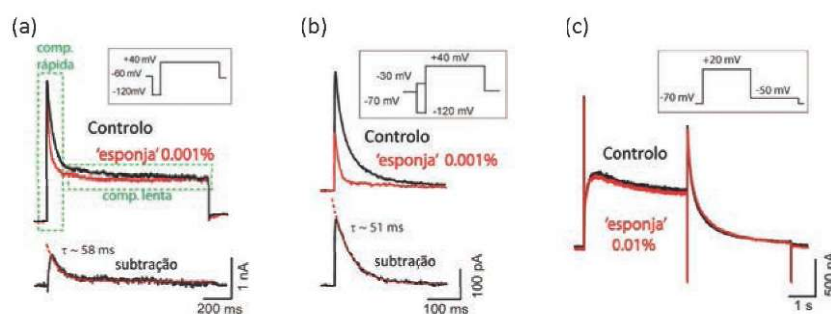 (a)
comp.
rápida
+40 mV
-60 mV
-120mV
Controlo
'esponja' 0.001%
comp. lenta
τ ~ 58 ms
subtração
1 nA
200 ms
(b)
+40 mV
-30 mV
-70 mV
-120 mV
Controlo
'esponja' 0.001%
τ ~ 51 ms
subtração
100 pA
100 ms
(c)
+20 mV
-70 mV
-50 mV
Controlo
'esponja'
0.01%
500 pA
1 s